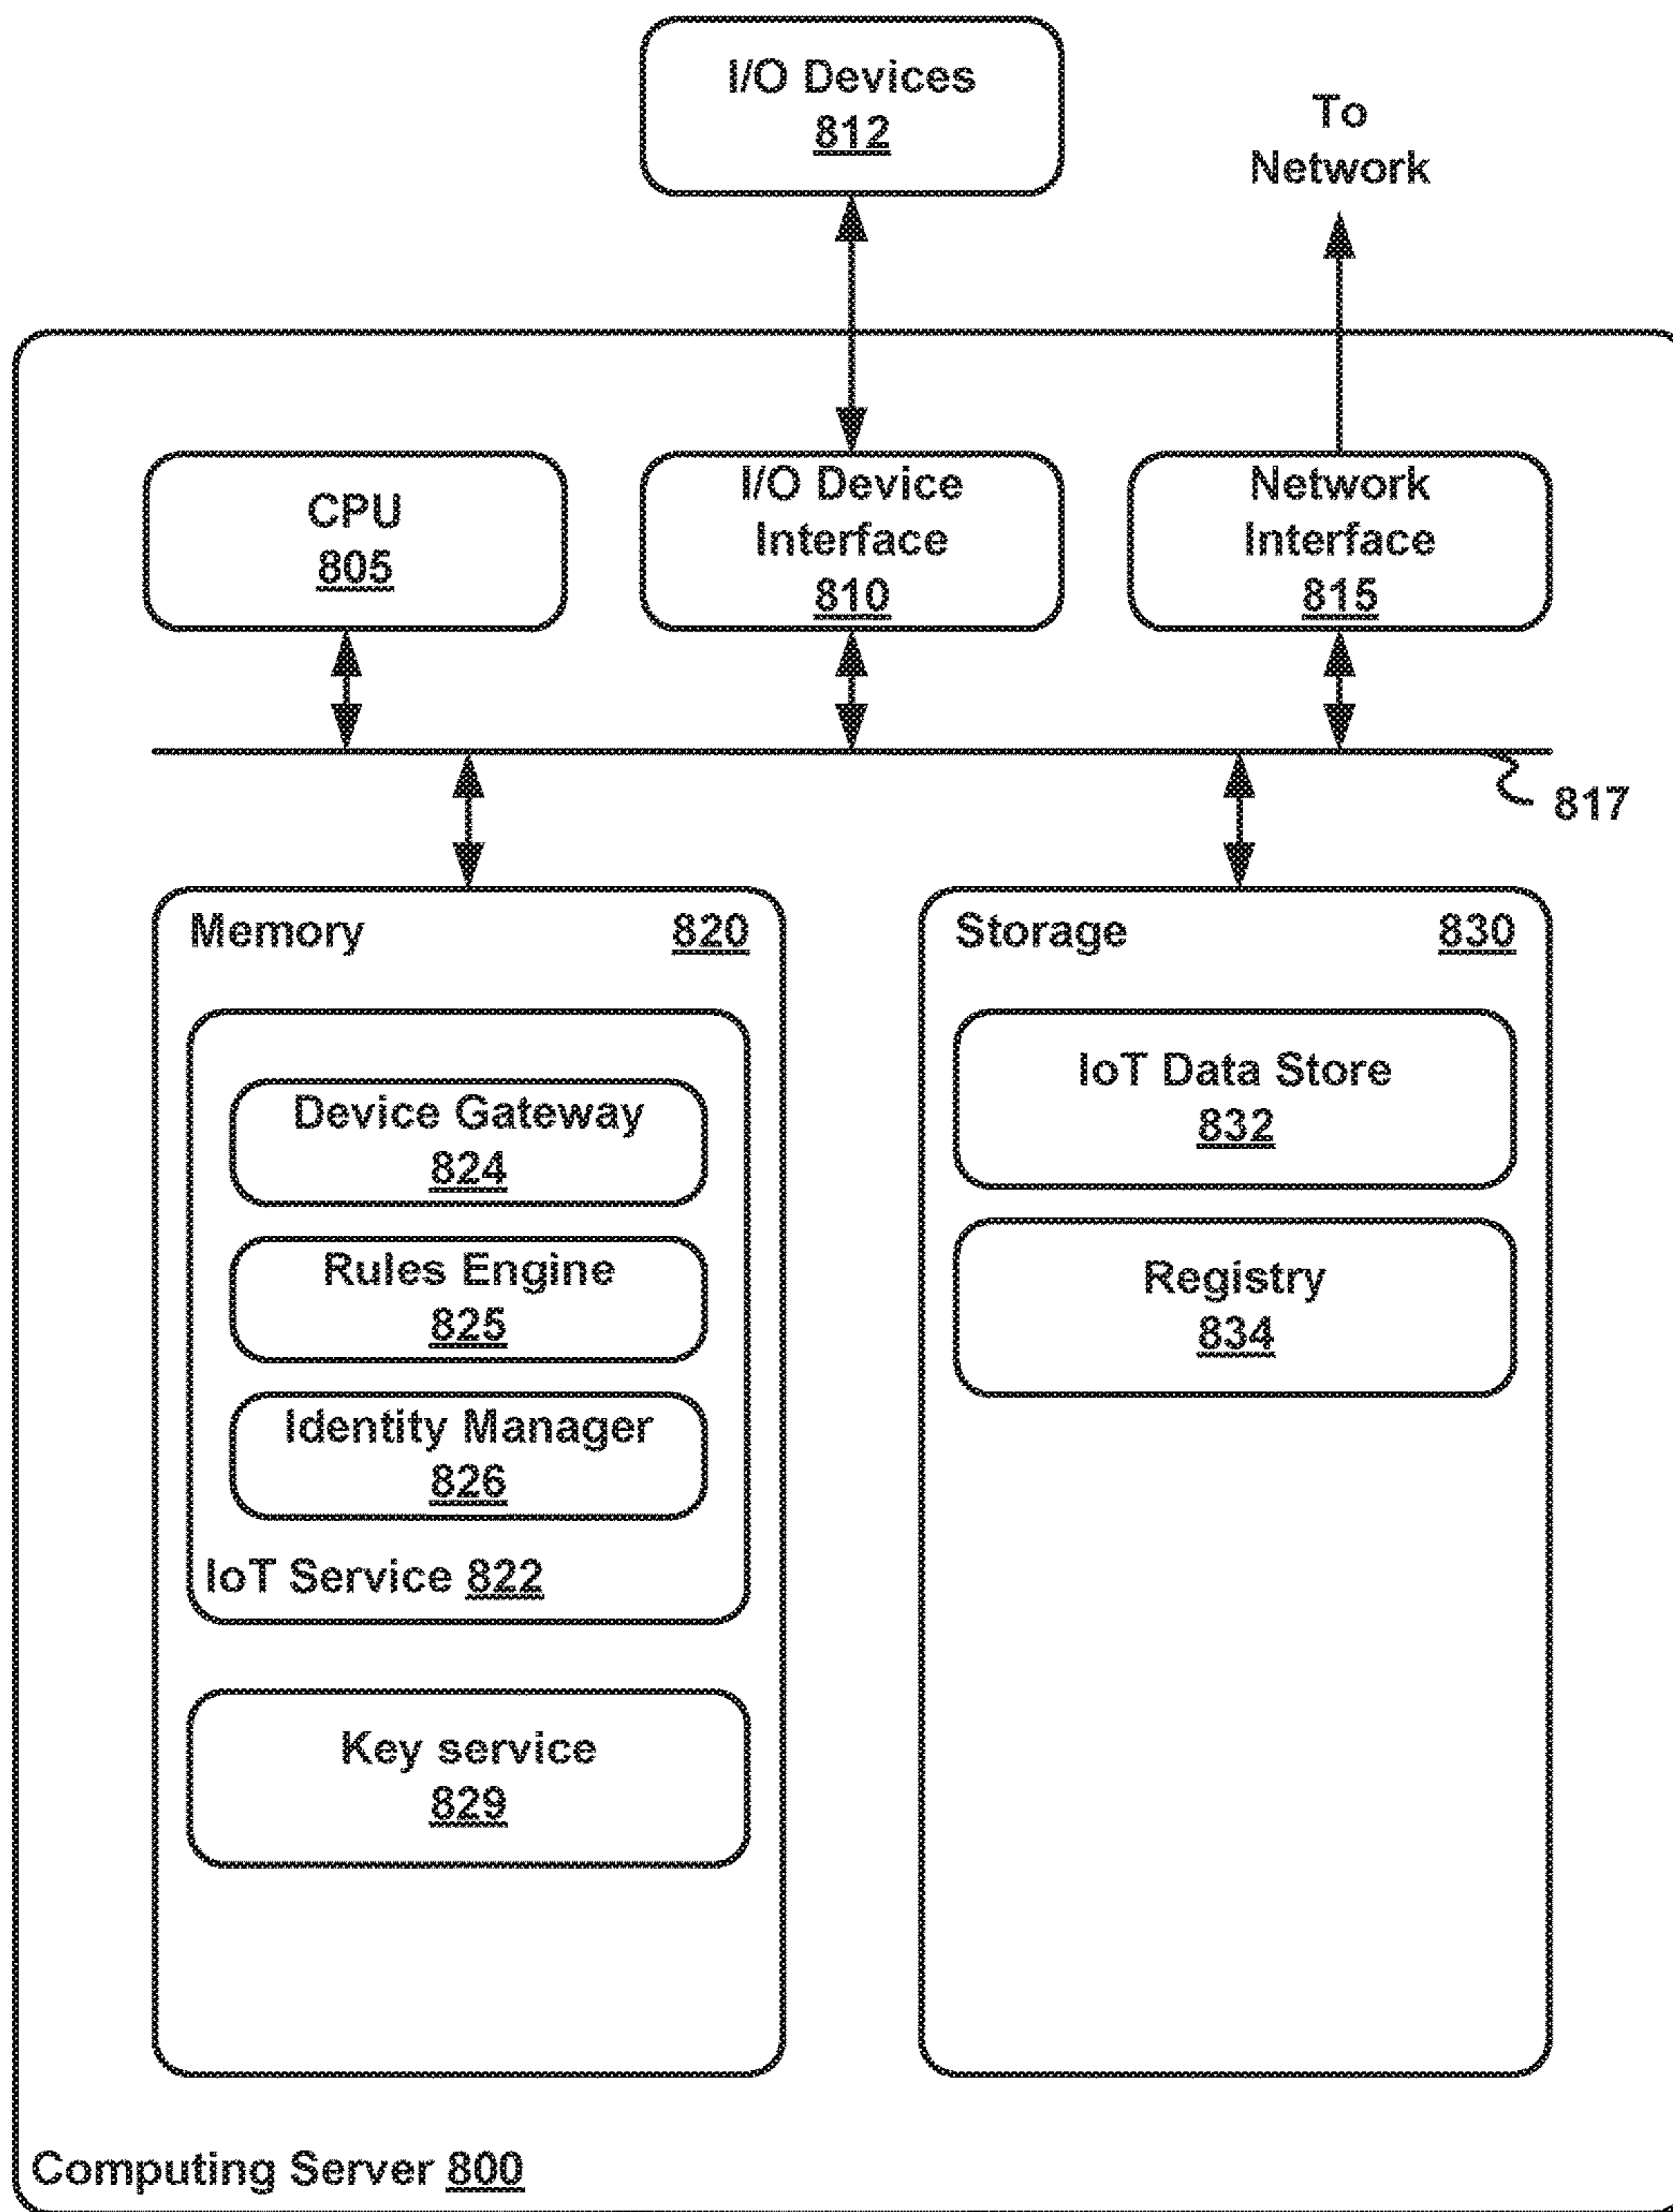 I/O Devices
812
To
Network
CPU
805
I/O Device
Interface
810
Network
Interface
815
817
Memory 820
Device Gateway
824
Rules Engine
825
Identity Manager
826
IoT Service 822
Key service
829
Storage 830
IoT Data Store
832
Registry
834
Computing Server 800